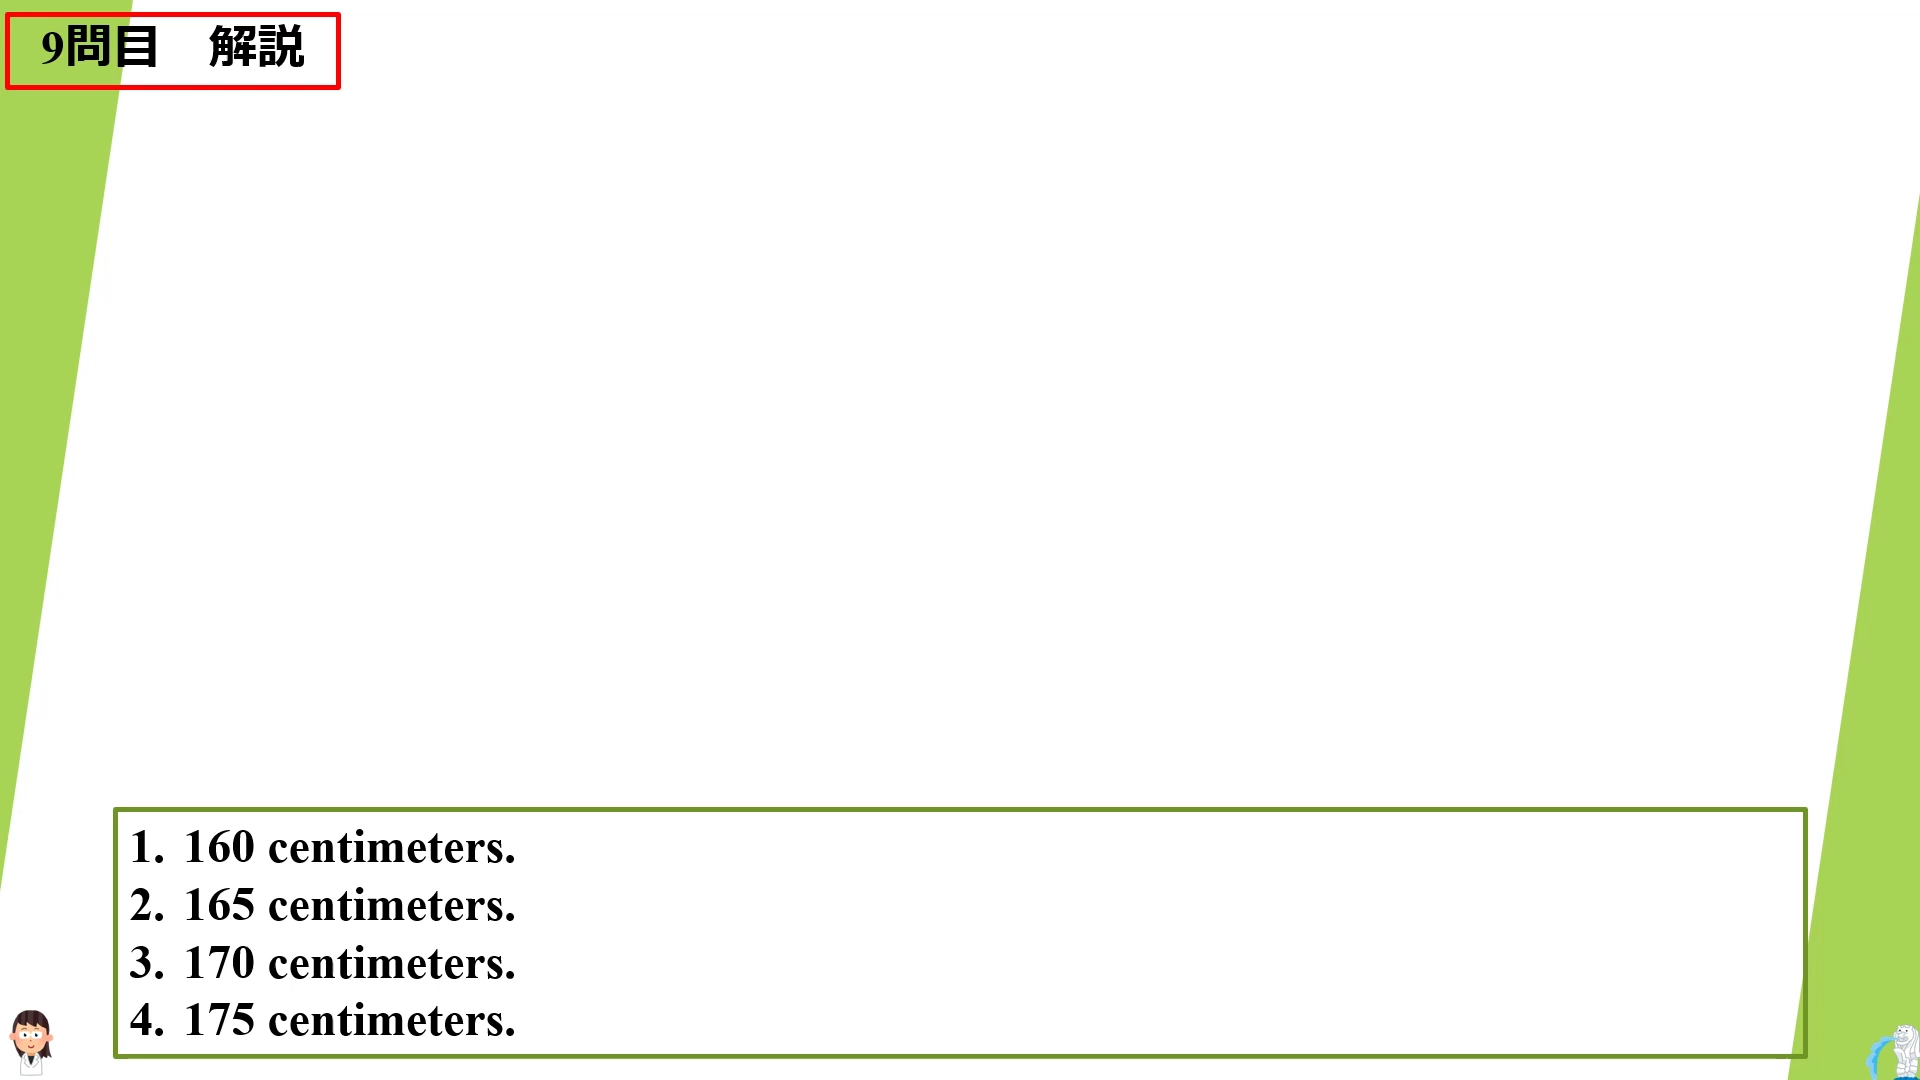 9問目　解説
1. 160 centimeters.
2. 165 centimeters.
3. 170 centimeters.
4. 175 centimeters.